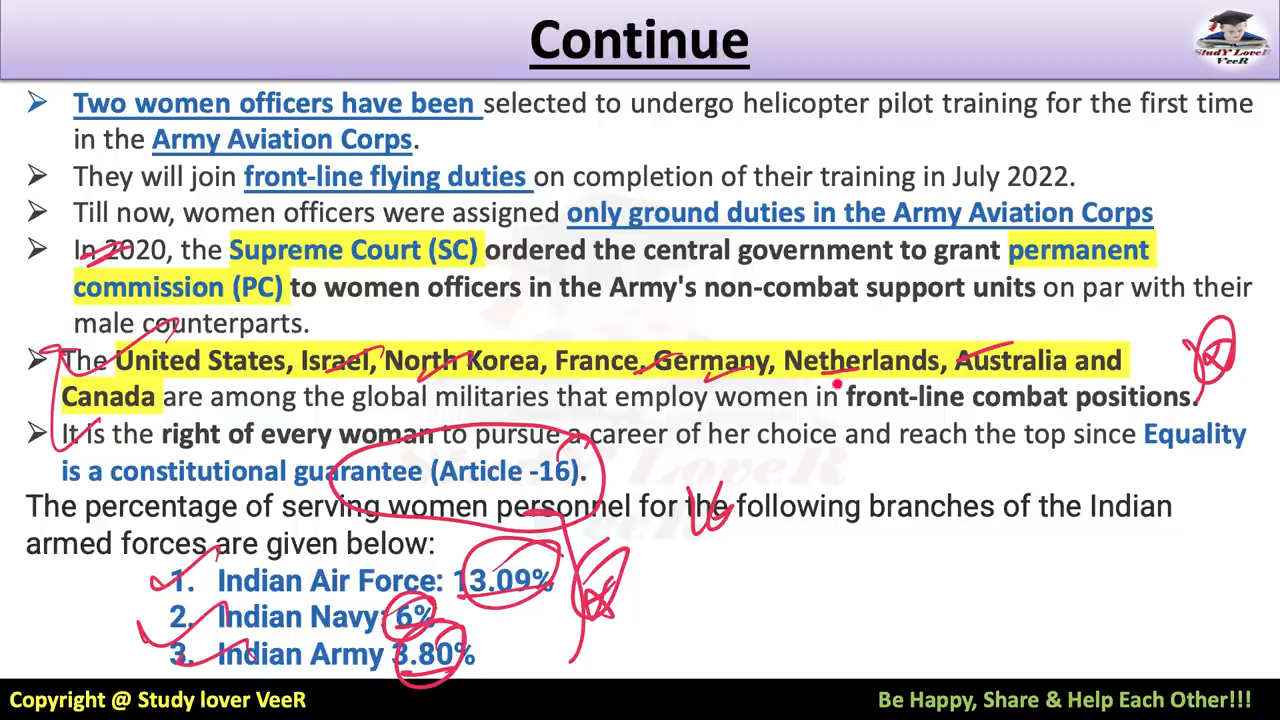 Continue
StudY LoveR
VeeR
Two women officers have been selected to undergo helicopter pilot training for the first time
in the Army Aviation Corps.
They will join front-line flying duties on completion of their training in July 2022.
Till now, women officers were assigned only ground duties in the Army Aviation Corps
In 2020, the Supreme Court (SC) ordered the central government to grant permanent
commission (PC) to women officers in the Army's non-combat support units on par with their
male counterparts.
The United States, Israel, North Korea, France, Germany, Netherlands, Australia and
Canada are among the global militaries that employ women in front-line combat positions.
It is the right of every woman to pursue a career of her choice and reach the top since Equality
is a constitutional guarantee (Article -16).
The percentage of serving women personnel for the following branches of the Indian
16
armed forces are given below:
1. Indian Air Force: 13.09%
2. Indian Navy: 6%
3. Indian Army 3.80%
Copyright @ Study lover VeeR
Be Happy, Share & Help Each Other!!!